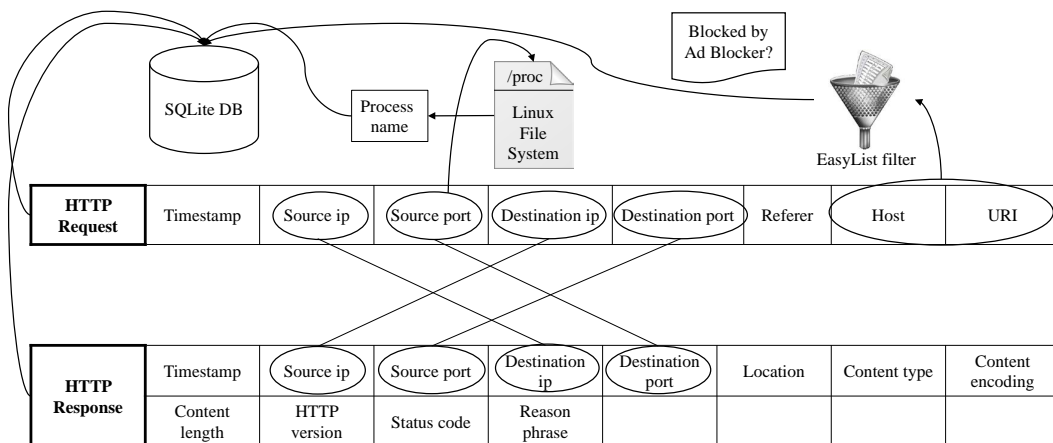 Blocked by
Ad Blocker?
/proc
SQLite DB
Process
name
Linux
File
System
EasyList filter
HTTP
Request
Timestamp
Source ip
Source port
Destination ip
Destination port
Referer
Host
URI
HTTP
Response
Timestamp
Source ip
Source port
Destination
ip
Destination
port
Location
Content type
Content
encoding
Content
length
HTTP
version
Status code
Reason
phrase